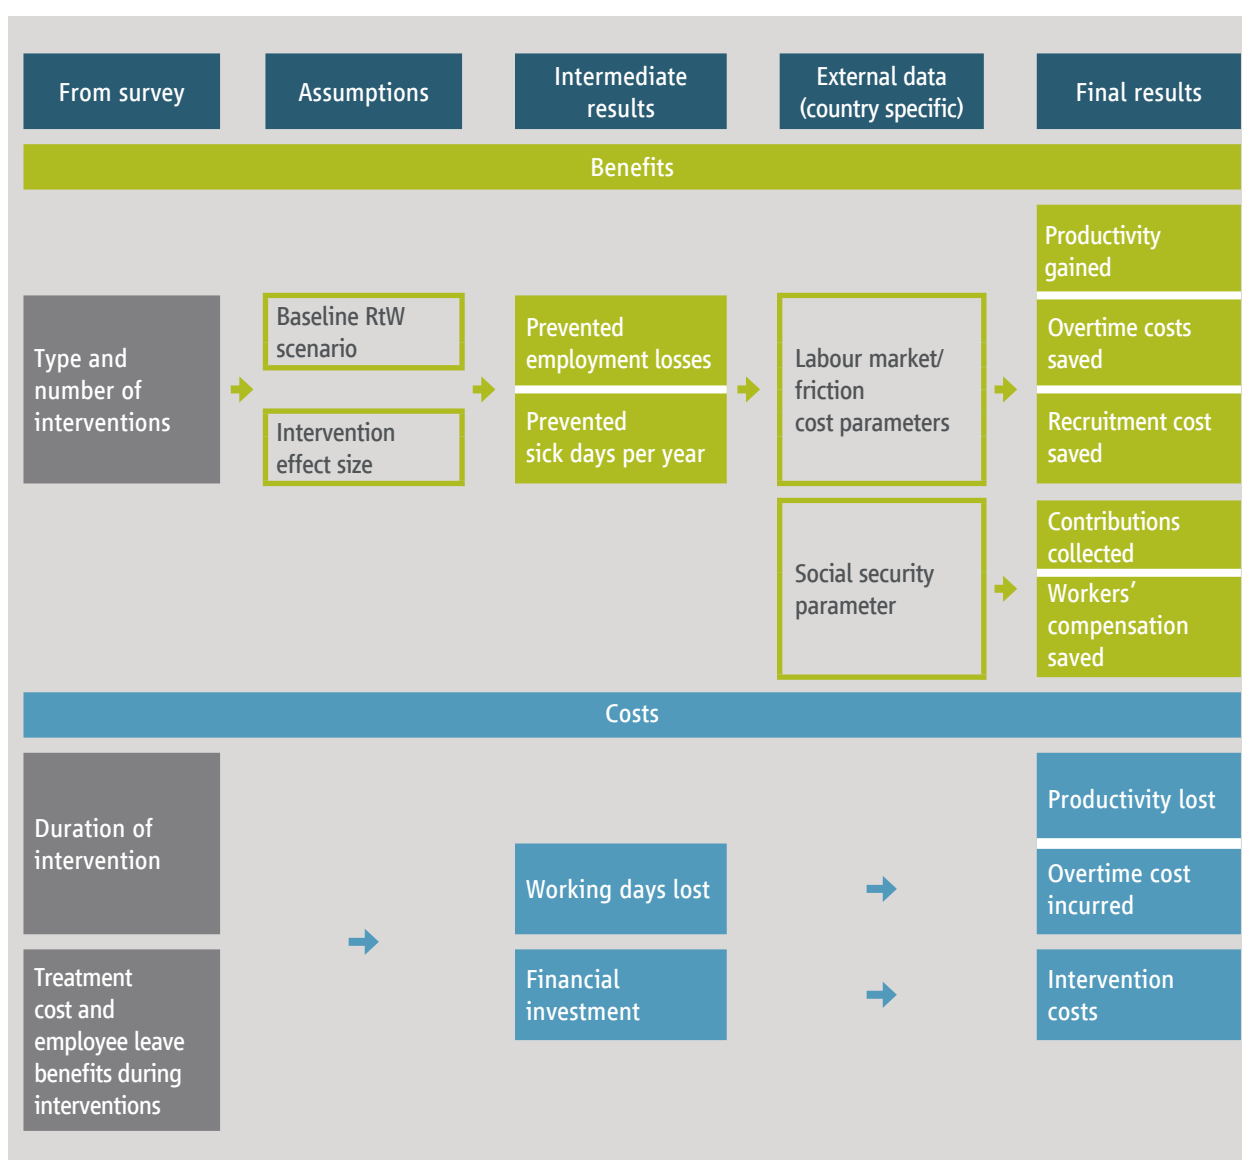 From survey
Assumptions
Intermediate
results
External data
(country specific)
Final results
Benefits
Type and
number of
interventions
Baseline RtW
scenario
Intervention
effect size
Prevented
employment losses
Prevented
sick days per year
Labour market/
friction
cost parameters
Social security
parameter
Productivity
gained
Overtime costs
saved
Recruitment cost
saved
Contributions
collected
Workers’
compensation
saved
Costs
Duration of
intervention
Treatment
cost and
employee leave
benefits during
interventions
Working days lost
Financial
investment
Productivity lost
Overtime cost
incurred
Intervention
costs